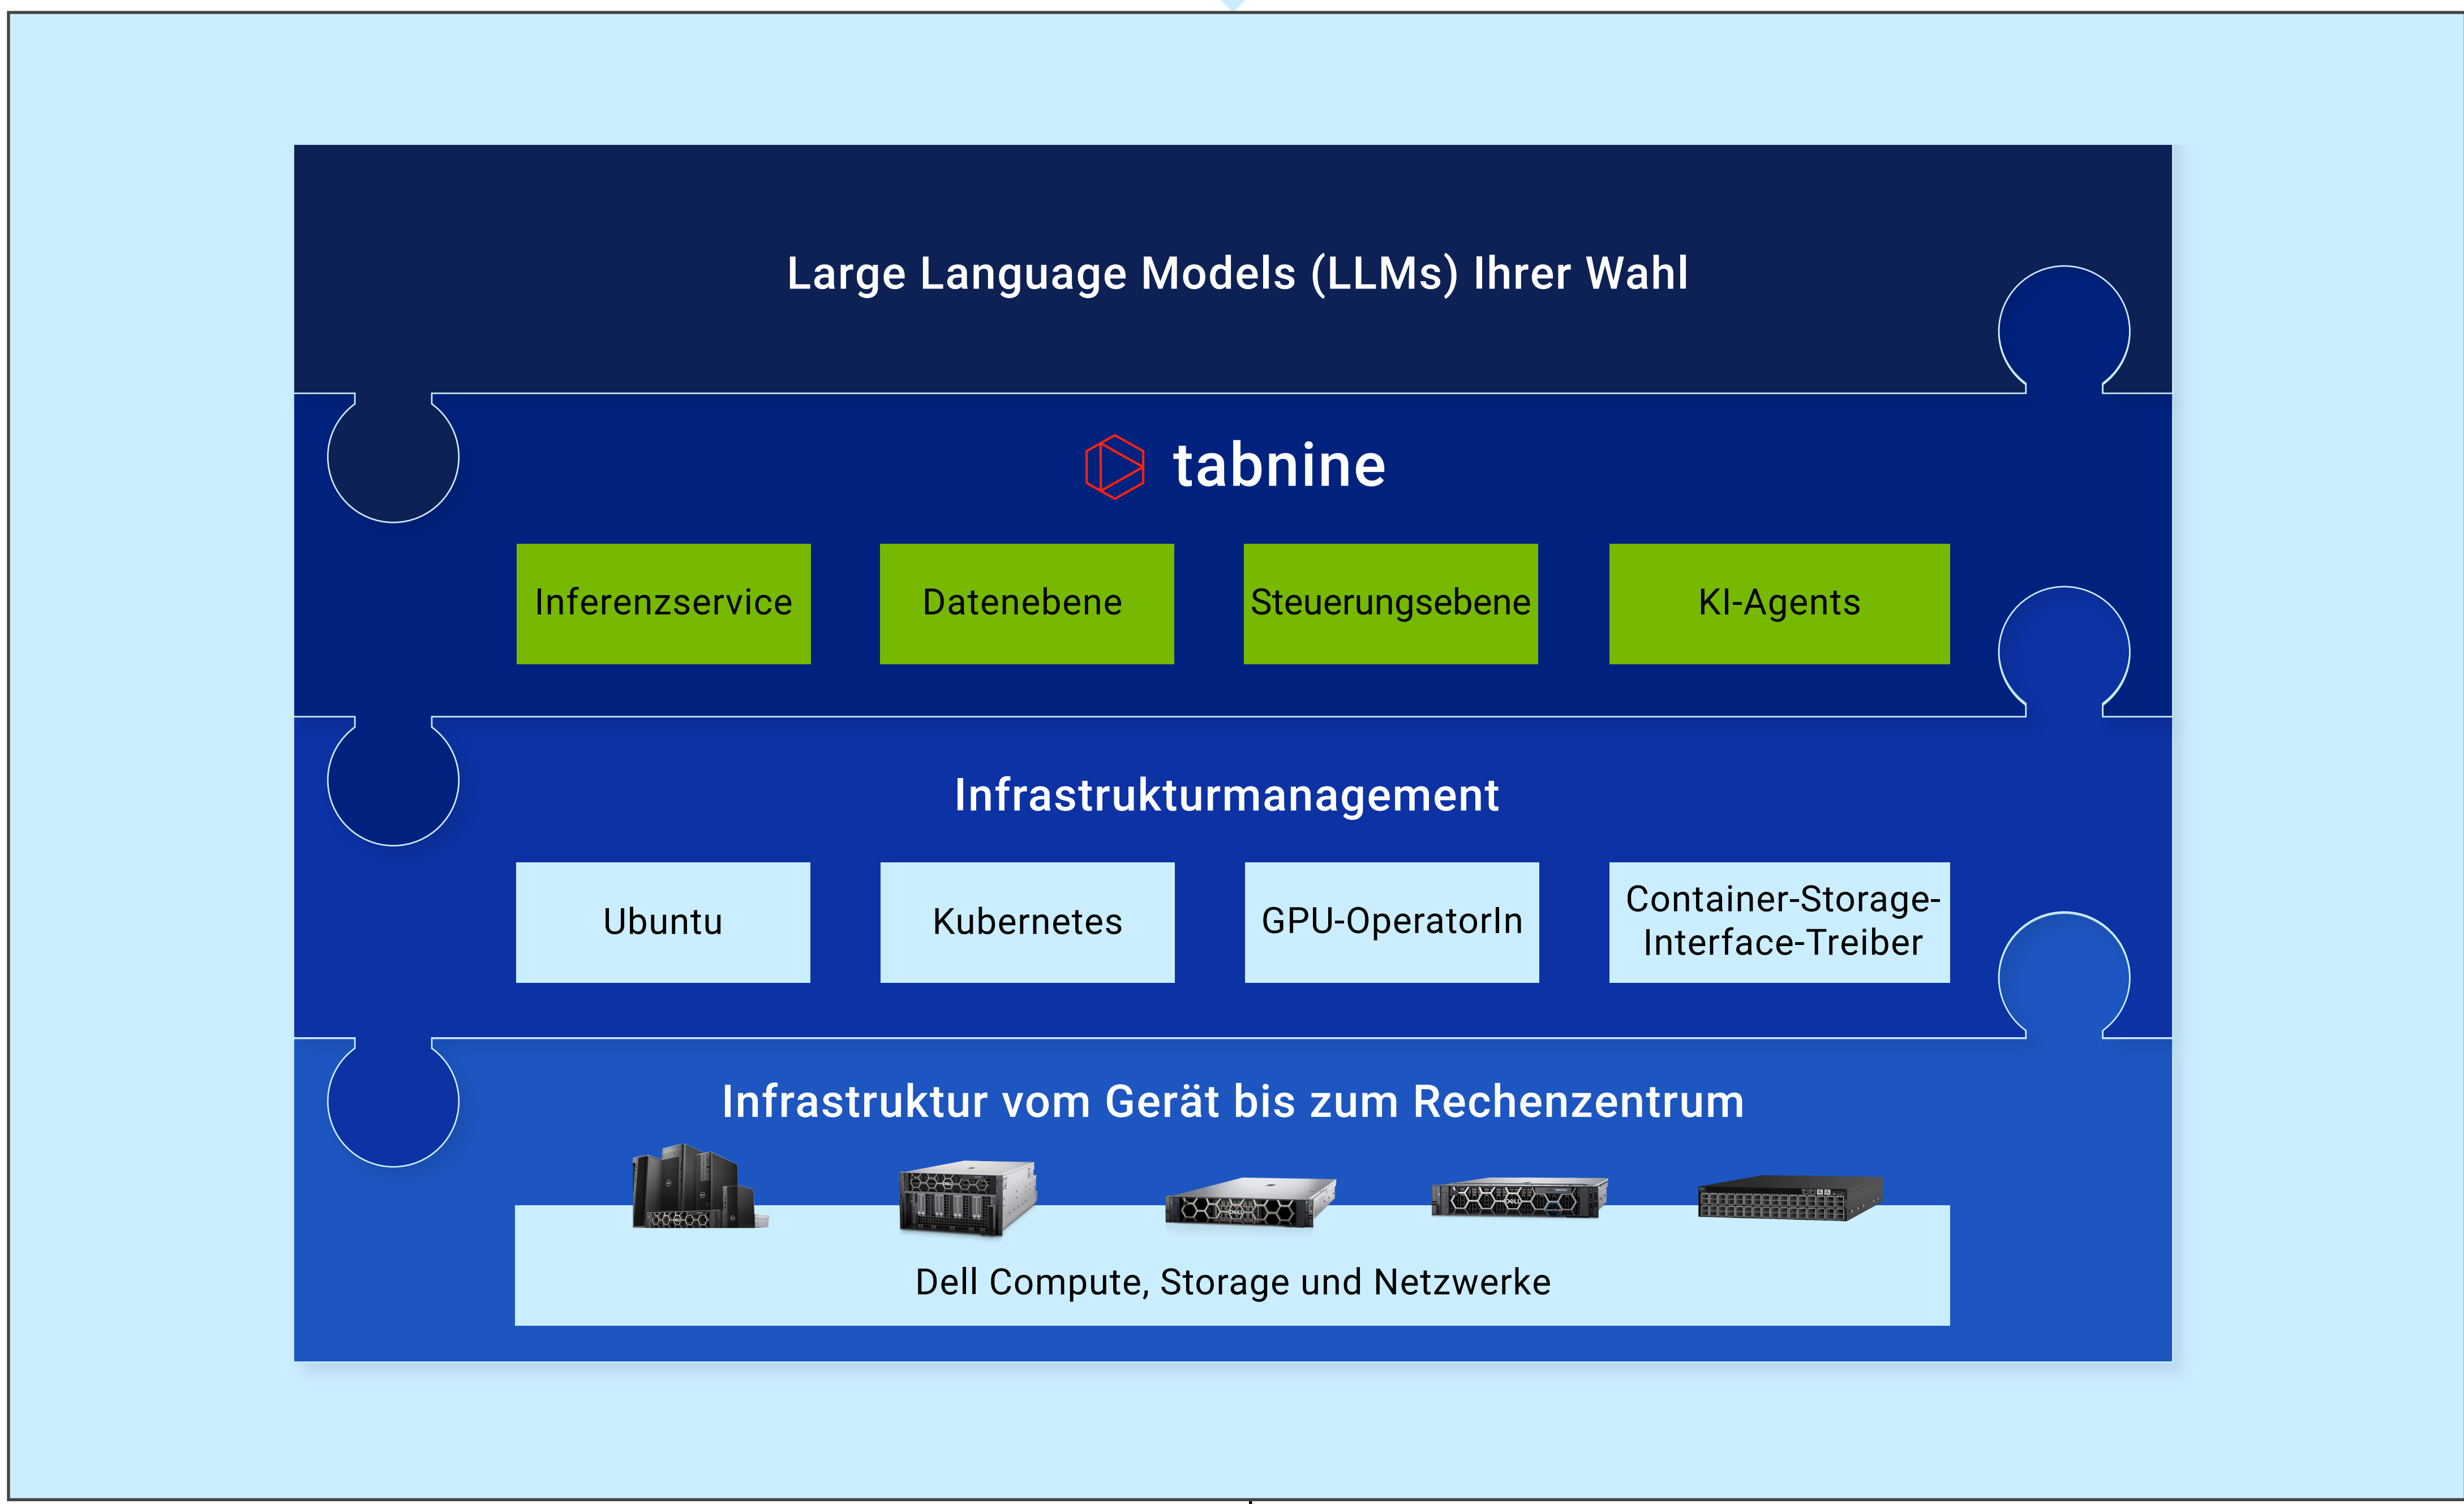 Large Language Models (LLMs) Ihrer Wahl
tabnine
Inferenzservice
Datenebene
Steuerungsebene
KI-Agents
Infrastrukturmanagement
Ubuntu
Kubernetes
GPU-OperatorIn
Container-Storage-
Interface-Treiber
Infrastruktur vom Gerät bis zum Rechenzentrum
Dell Compute, Storage und Netzwerke